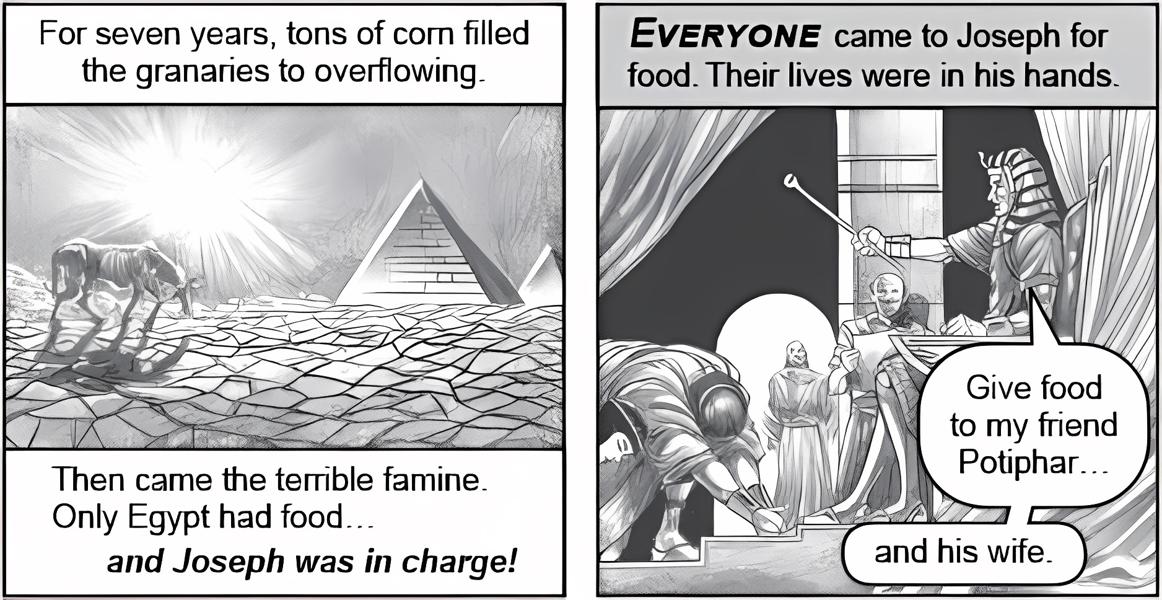 For seven years, tons of corn filled
the granaries to overflowing.
Then came the terrible famine.
Only Egypt had food...
and Joseph was in charge!
EVERYONE came to Joseph for
food. Their lives were in his hands.
Give food
to my friend
Potiphar...
and his wife.